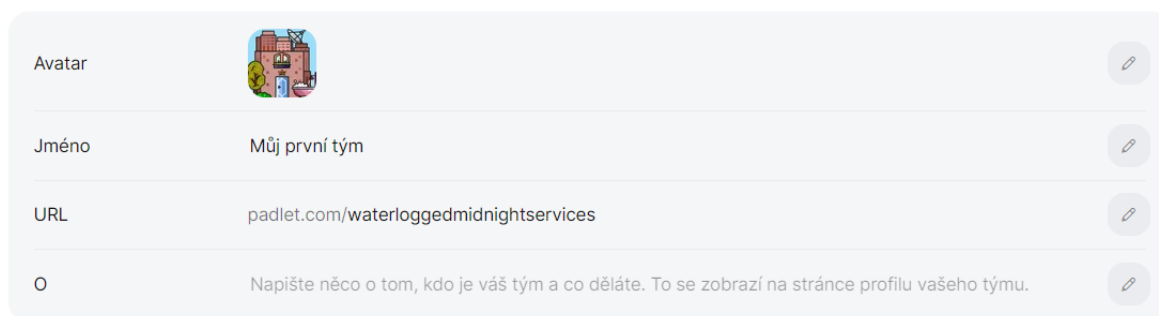 Avatar
Jméno Můj první tým
URL padlet.com/waterloggedmidnightservices
O Napište něco o tom, kdo je váš tým a co děláte. To se zobrazí na stránce profilu vašeho týmu.